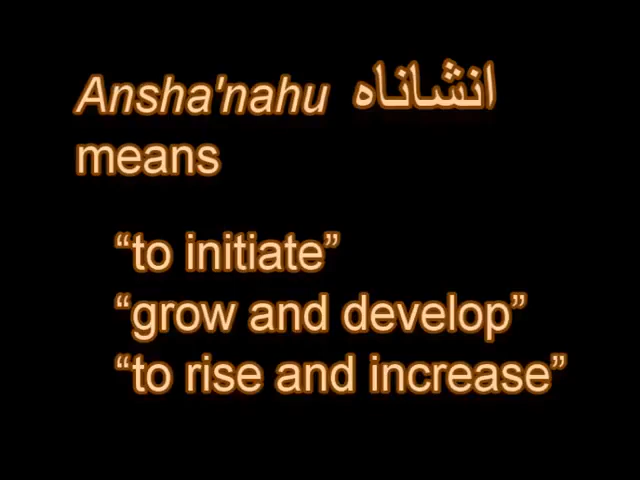 Ansha'nahu انشاناه
means
“to initiate”
“grow and develop”
“to rise and increase”